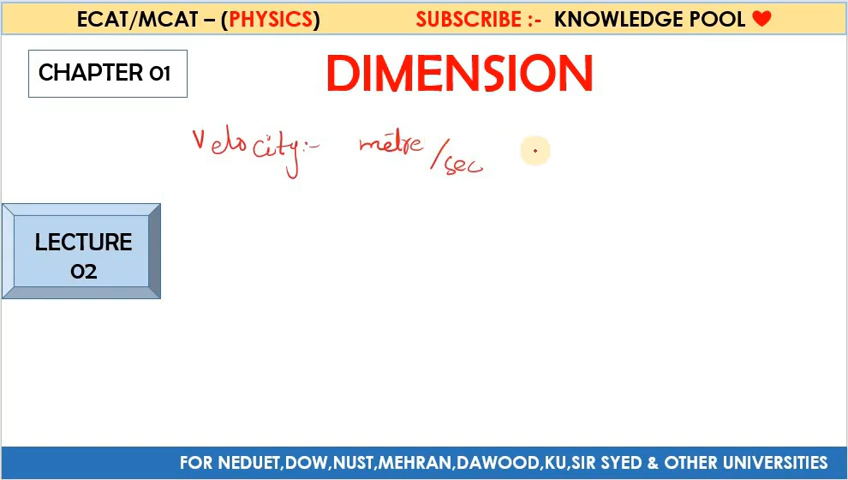 ECAT/MCAT – (PHYSICS) SUBSCRIBE :- KNOWLEDGE POOL ❤
CHAPTER 01
DIMENSION
Velocity:- metre/sec
LECTURE
02
FOR NEDUET,DOW,NUST,MEHRAN,DAWOOD,KU,SIR SYED & OTHER UNIVERSITIES